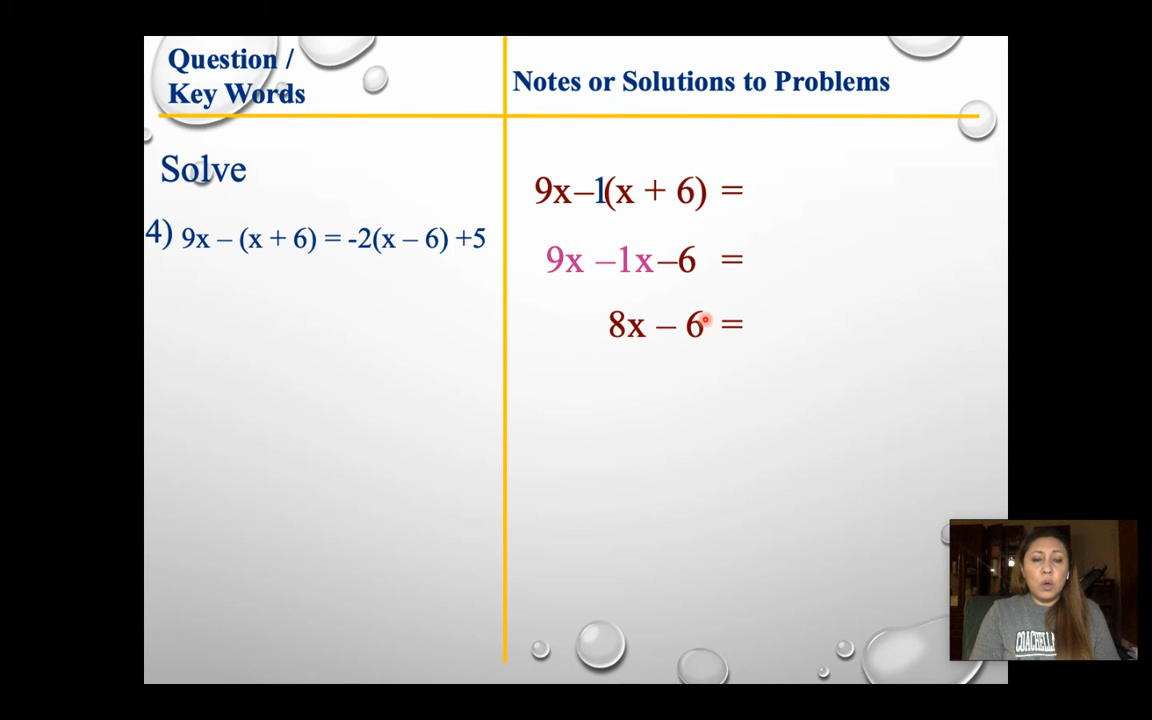 Question /
Key Words
Notes or Solutions to Problems
Solve
4) 9x – (x + 6) = -2(x – 6) +5
9x–1(x + 6) =
9x –1x–6 =
8x – 6 =
COACHELLA